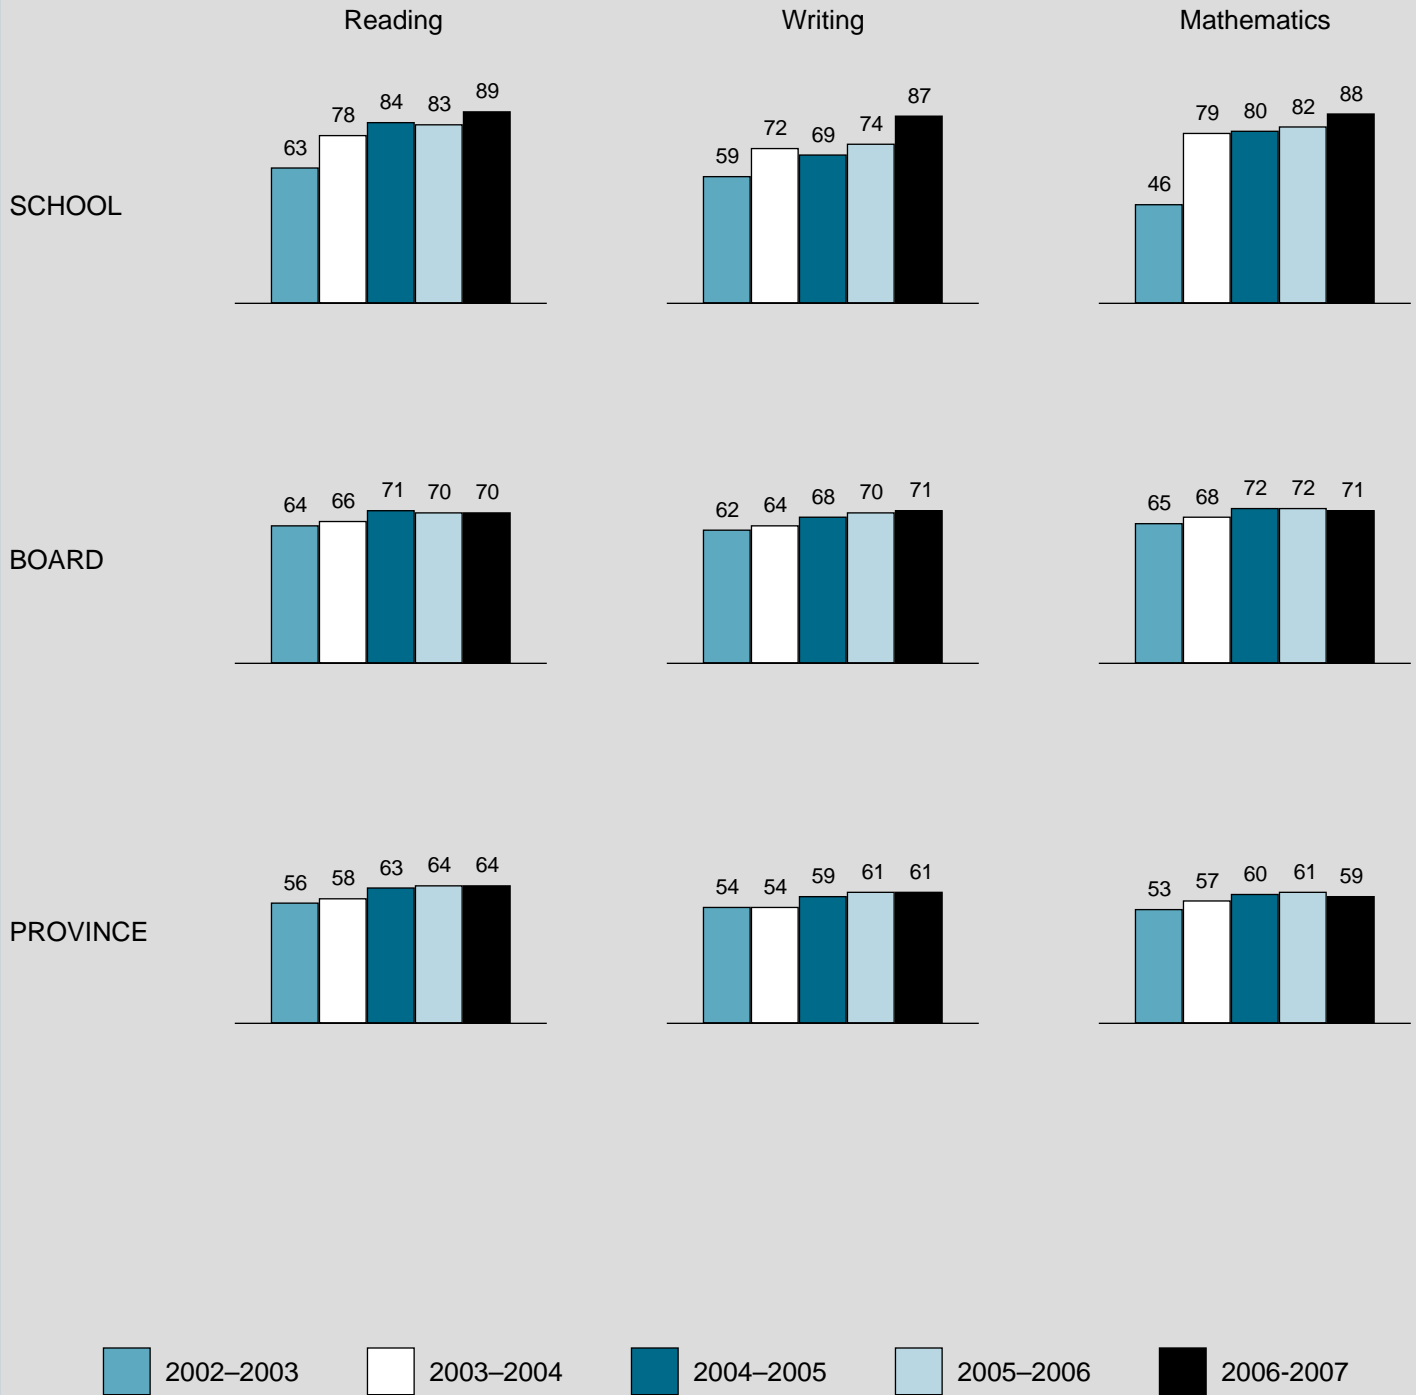 Reading Writing Mathematics
63 78 84 83 89
59 72 69 74 87
46 79 80 82 88
SCHOOL
64 66 71 70 70
62 64 68 70 71
65 68 72 72 71
BOARD
56 58 63 64 64
54 54 59 61 61
53 57 60 61 59
PROVINCE
2002–2003 2003–2004 2004–2005 2005–2006 2006-2007